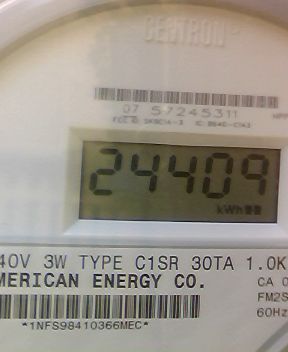 CENTRON
07 57245311
24409
kWh
40V 3W TYPE C1SR 30TA 1.0K
MERICAN ENERGY CO.
CA 0
FM2S
60Hz
*1NFS98410366MEC*